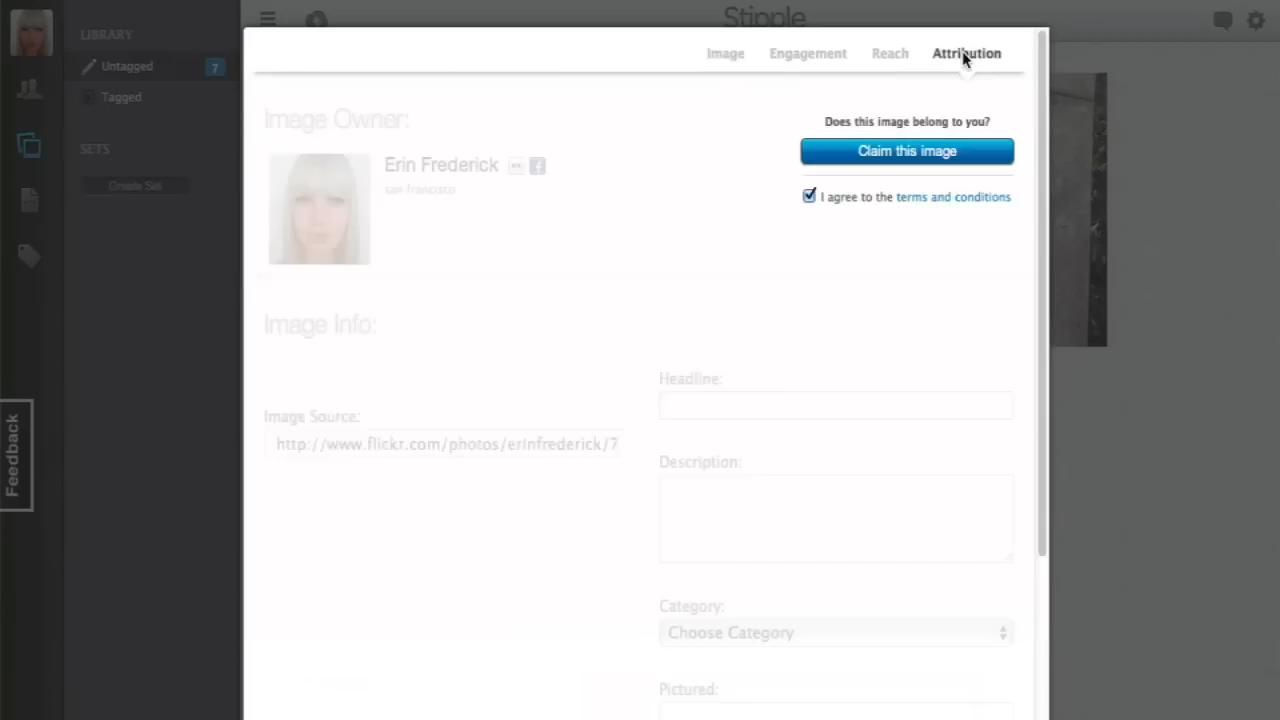 Stipple
LIBRARY
Untagged 7
Tagged
SETS
Create Set
Feedback
Image Engagement Reach Attribution
Image Owner:
Erin Frederick
san francisco
Does this image belong to you?
Claim this image
I agree to the terms and conditions
Image Info:
Image Source:
http://www.flickr.com/photos/erinfrederick/7
Headline:
Description:
Category:
Choose Category
Pictured: